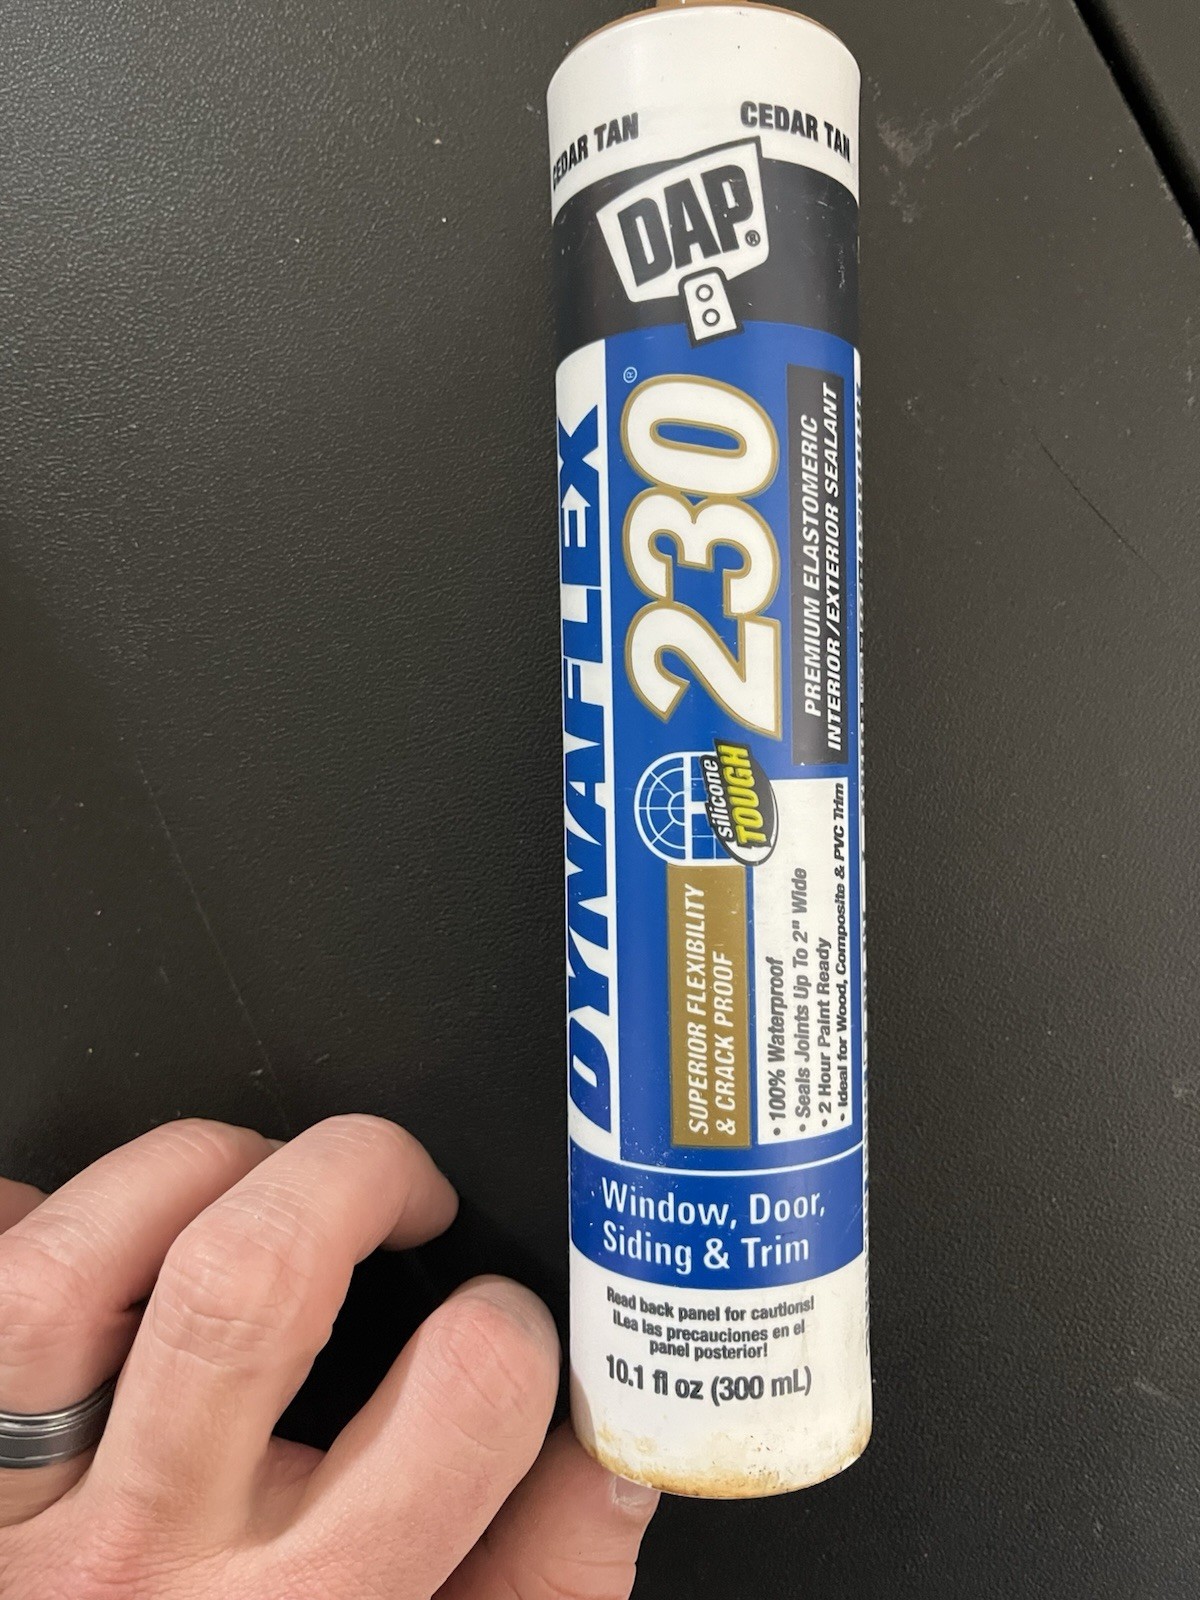 CEDAR TAN
CEDAR TAN
DAP®
DYNAFLEX®
230
PREMIUM ELASTOMERIC
INTERIOR/EXTERIOR SEALANT
silicone
TOUGH
SUPERIOR FLEXIBILITY
& CRACK PROOF
• 100% Waterproof
• Seals Joints Up To 2" Wide
• 2 Hour Paint Ready
• Ideal for Wood, Composite & PVC Trim
Window, Door,
Siding & Trim
Read back panel for cautions!
¡Lea las precauciones en el
panel posterior!
10.1 fl oz (300 mL)